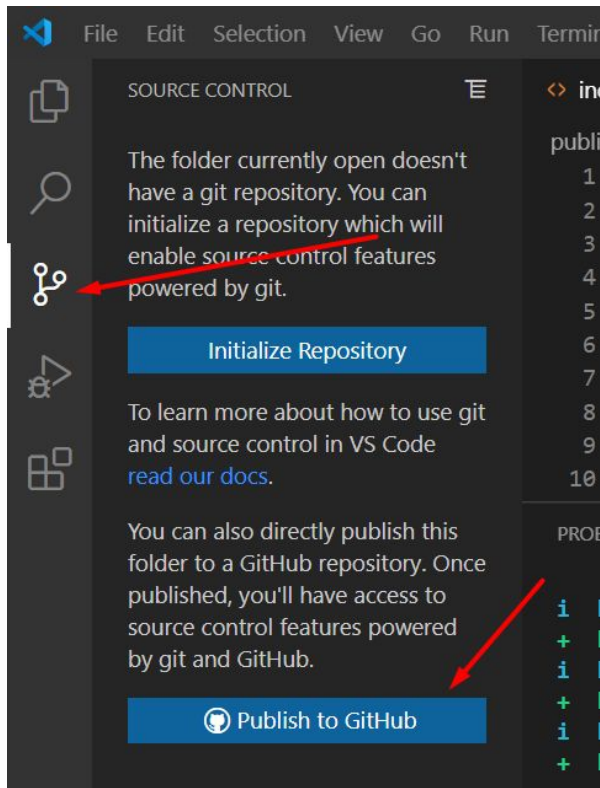 File Edit Selection View Go Run
SOURCE CONTROL
The folder currently open doesn't
have a git repository. You can
initialize a repository which will
enable source control features
powered by git.
Initialize Repository
To learn more about how to use git
and source control in VS Code
read our docs.
You can also directly publish this
folder to a GitHub repository. Once
published, you'll have access to
source control features powered
by git and GitHub.
Publish to GitHub
1
2
3
4
5
6
7
8
9
10
i
+
i
+
i
+